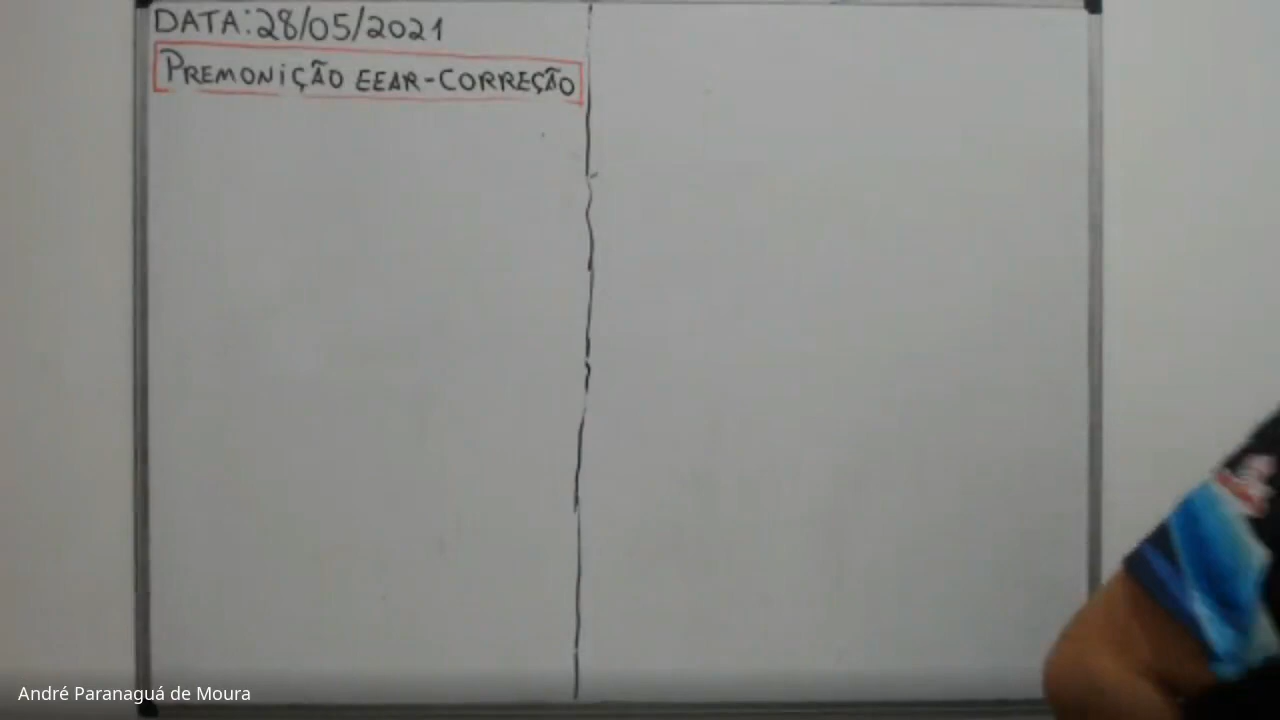 DATA: 28/05/2021
PREMONIÇÃO EEAR-CORREÇÃO
André Paranaguá de Moura